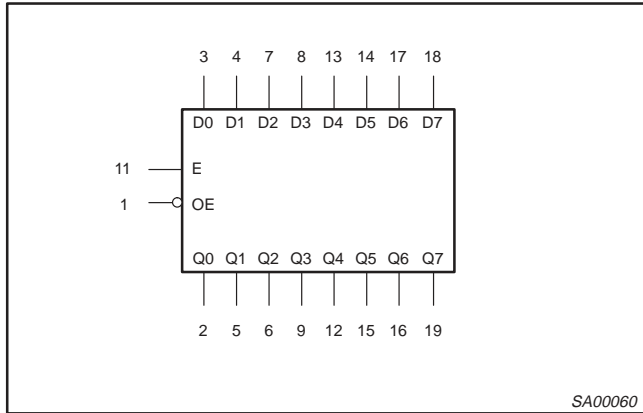 3 4 7 8 13 14 17 18
D0 D1 D2 D3 D4 D5 D6 D7
11 E
1 OE
Q0 Q1 Q2 Q3 Q4 Q5 Q6 Q7
2 5 6 9 12 15 16 19
SA00060